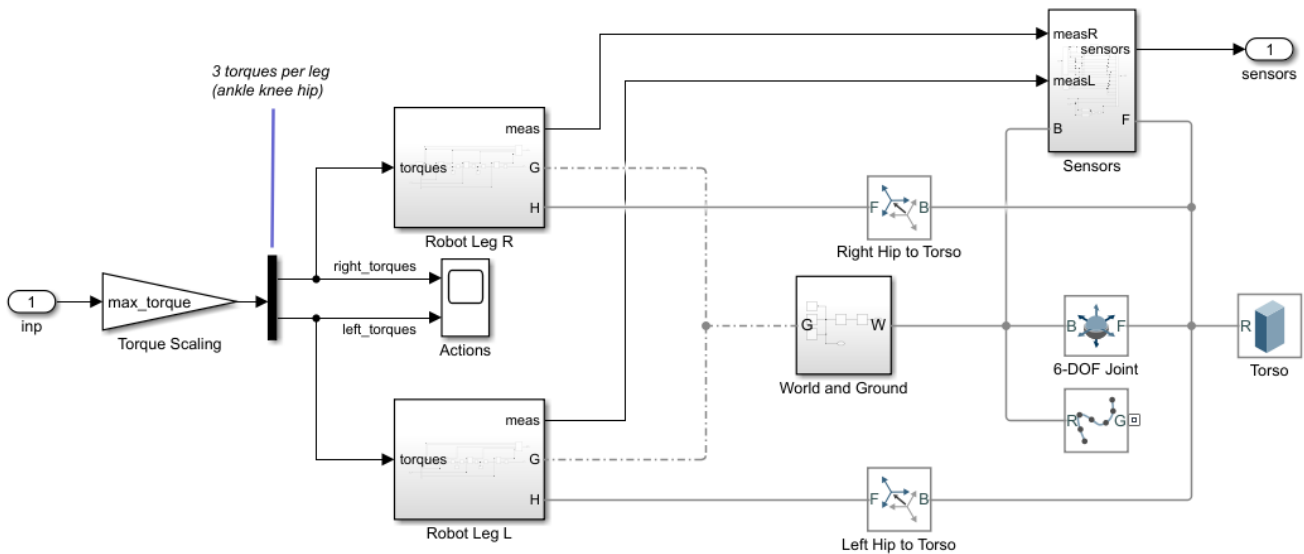 measR
sensors
measL
B
F
Sensors
1
sensors
3 torques per leg
(ankle knee hip)
meas
torques
G
H
Robot Leg R
F
B
Right Hip to Torso
right_torques
left_torques
Actions
1
inp
max_torque
Torque Scaling
G
W
World and Ground
B
F
6-DOF Joint
R
Torso
R
G
meas
torques
G
H
Robot Leg L
F
B
Left Hip to Torso